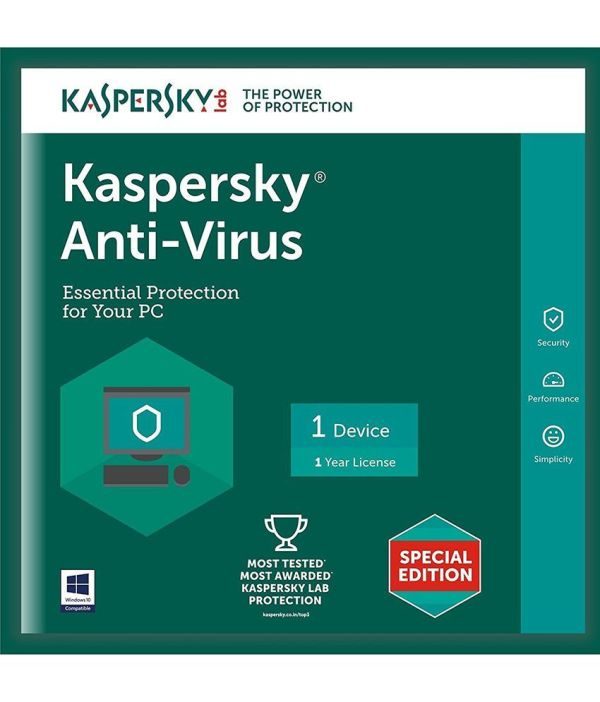 KASPERSKY lab
THE POWER
OF PROTECTION
Kaspersky®
Anti-Virus
Essential Protection
for Your PC
Security
Performance
Simplicity
1 Device
1 Year License
MOST TESTED*
MOST AWARDED*
KASPERSKY LAB
PROTECTION
kaspersky.co.in/top3
SPECIAL
EDITION
Windows 10
Compatible